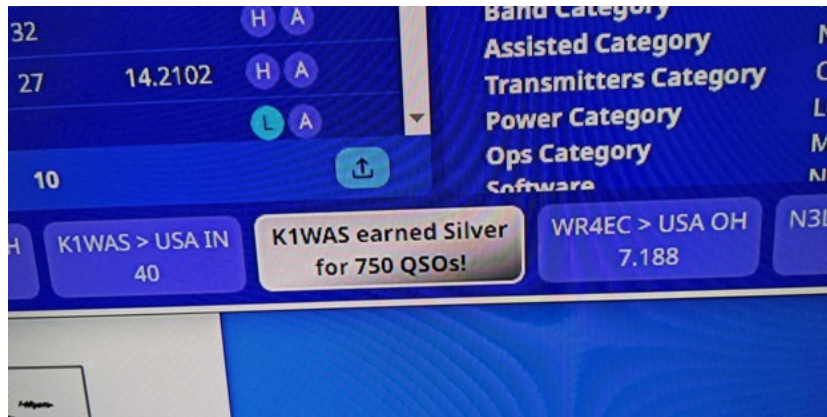 32 H A
27 14.2102 H A
L A
10
Band Category
Assisted Category
Transmitters Category
Power Category
Ops Category
Software
K1WAS > USA IN
40
K1WAS earned Silver
for 750 QSOs!
WR4EC > USA OH
7.188